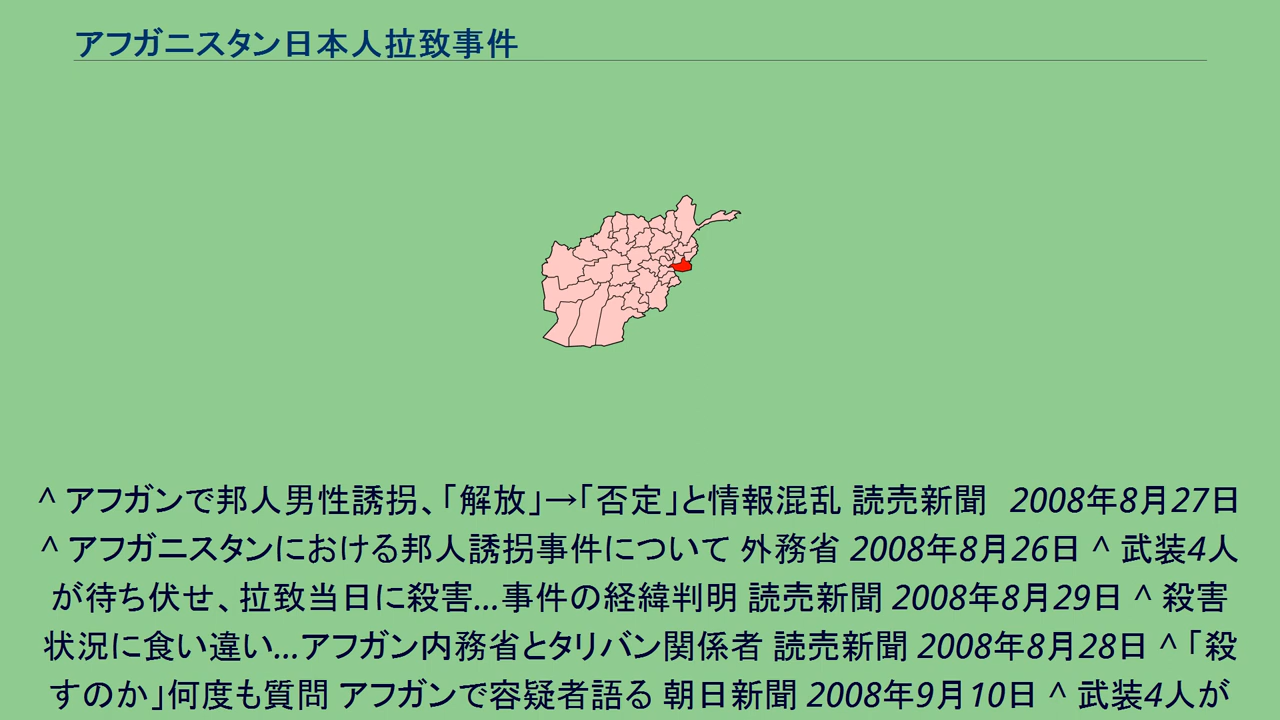 アフガニスタン日本人拉致事件
^ アフガンで邦人男性誘拐、「解放」→「否定」と情報混乱 読売新聞　2008年8月27日
^ アフガニスタンにおける邦人誘拐事件について 外務省 2008年8月26日 ^ 武装4人
が待ち伏せ、拉致当日に殺害…事件の経緯判明 読売新聞 2008年8月29日 ^ 殺害
状況に食い違い…アフガン内務省とタリバン関係者 読売新聞 2008年8月28日 ^ 「殺
すのか」何度も質問 アフガンで容疑者語る 朝日新聞 2008年9月10日 ^ 武装4人が